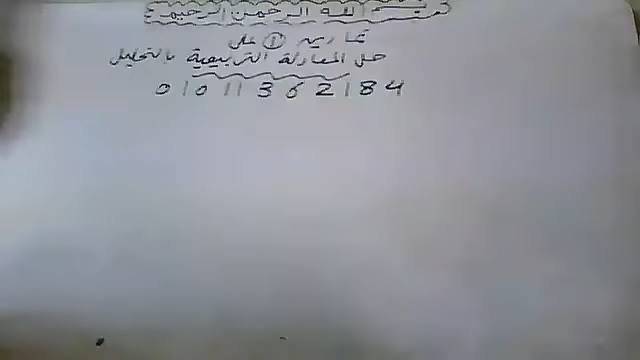 بسم الله الرحمن الرحيم
تمارين ① على
حل المعادلة التربيعية بالتحليل
01011362184